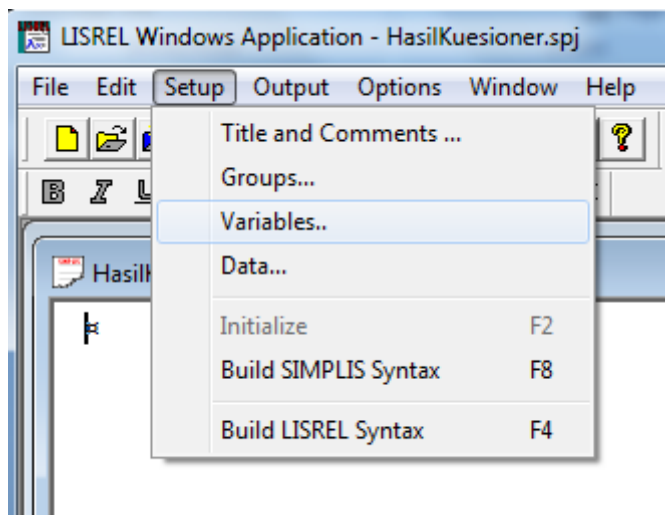 LISREL Windows Application - HasilKuesioner.spj
File Edit Setup Output Options Window Help
Title and Comments ...
Groups...
Variables..
Data...
Initialize F2
Build SIMPLIS Syntax F8
Build LISREL Syntax F4
B I U
Hasil